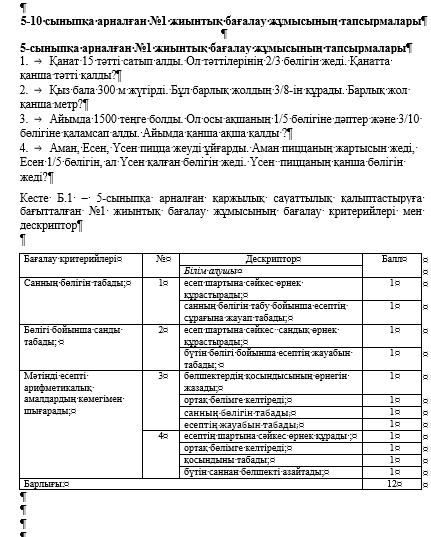 5-10-сыныпқа арналған №1 жиынтық бағалау жұмысының тапсырмалары
5-сыныпқа арналған №1 жиынтық бағалау жұмысының тапсырмалары
1. Қанат 15 тәтті сатып алды. Ол тәттілерінің 2/3 бөлігін жеді. Қанатта
қанша тәтті қалды?
2. Қыз бала 300 м жүгірді. Бұл барлық жолдың 3/8-ін құрады. Барлық жол
қанша метр?
3. Айымда 1500 теңге болды. Ол осы ақшаның 1/5 бөлігіне дәптер және 3/10
бөлігіне қаламсап алды. Айымда қанша ақша қалды?
4. Аман, Есен, Үсен пицца жеуді ұйғарды. Аман пиццаның жартысын жеді,
Есен 1/5 бөлігін, ал Үсен қалған бөлігін жеді. Үсен пиццаның қанша бөлігін
жеді?
Кесте Б.1 – 5-сыныпқа арналған қаржылық сауаттылық қалыптастыруға
бағытталған №1 жиынтық бағалау жұмысының бағалау критерийлері мен
дескриптор
Бағалау критерийлері № Дескриптор Балл
Білім алушы
Санның бөлігін табады; 1 есеп шартына сәйкес өрнек 1
құрастырады;
санның бөлігін табу бойынша есептің 1
сұрағына жауап табады;
Бөлігі бойынша санды 2 есеп шартына сәйкес сандық өрнек 1
табады; құрастырады;
бүтін бөлігі бойынша есептің жауабын 1
табады;
Мәтінді есепті 3 бөлшектердің қосындысының өрнегін 1
арифметикалық жазады;
амалдардың көмегімен ортақ бөлімге келтіреді; 1
шығарады; санның бөлігін табады; 1
есептің жауабын табады; 1
4 есептің шартына сәйкес өрнек құрады; 1
ортақ бөлімге келтіреді; 1
қосындыны табады; 1
бүтін саннан бөлшекті азайтады; 1
Барлығы: 12